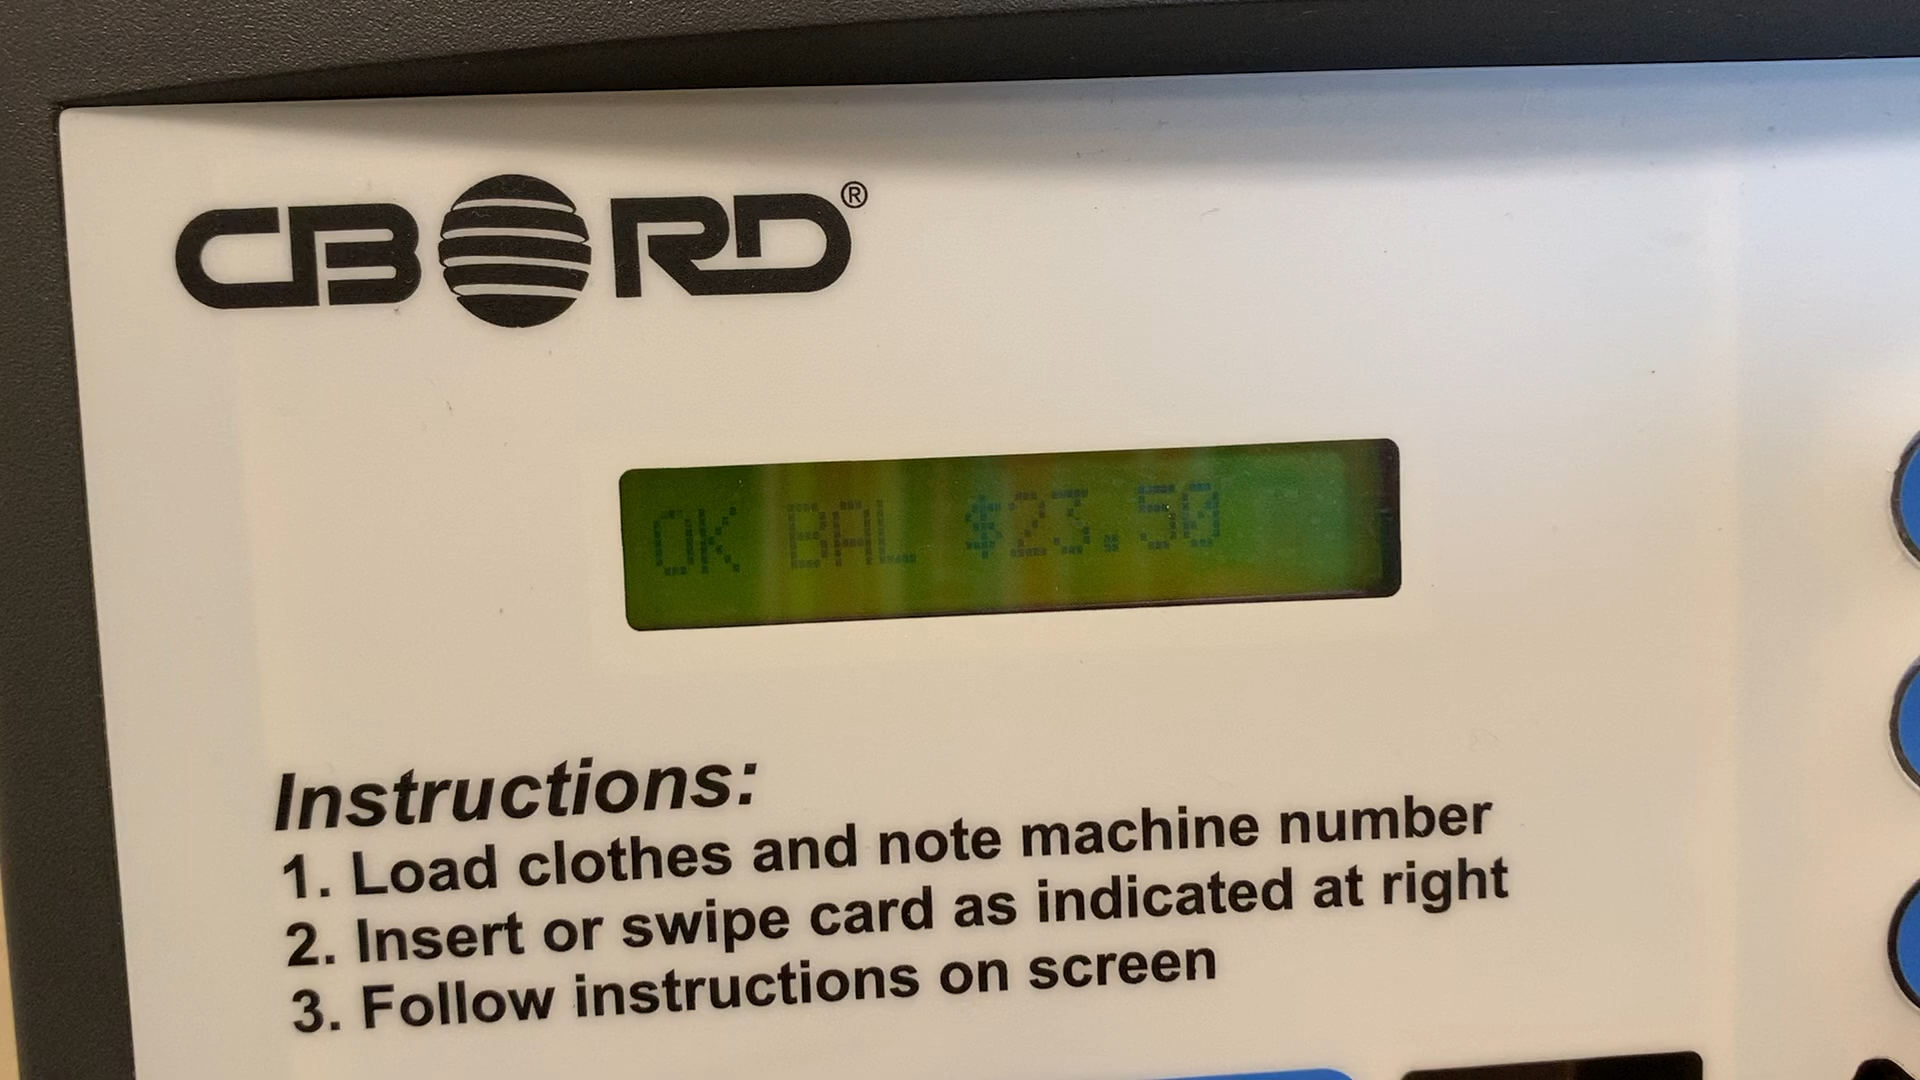 CBORD®
OK BAL $23.50
Instructions:
1. Load clothes and note machine number
2. Insert or swipe card as indicated at right
3. Follow instructions on screen